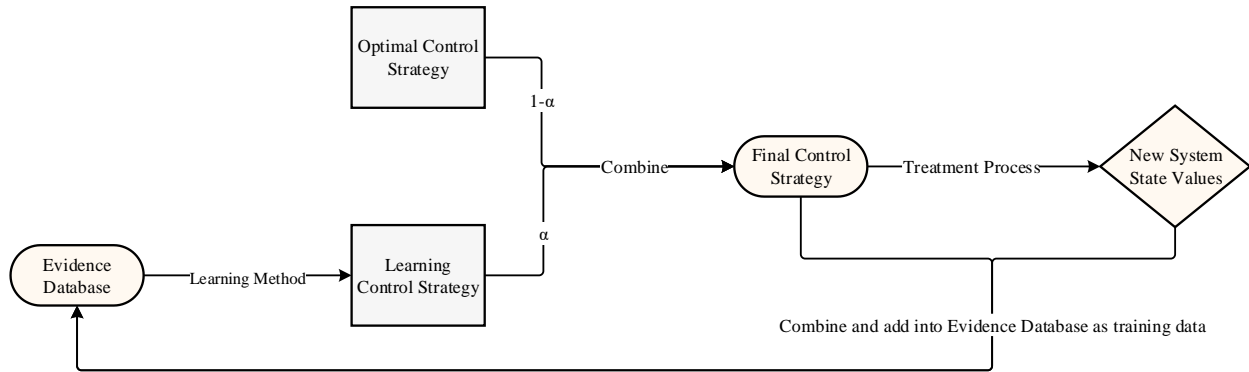 Optimal Control
Strategy
1-α
Combine
Final Control
Strategy
Treatment Process
New System
State Values
α
Evidence
Database
Learning Method
Learning
Control Strategy
Combine and add into Evidence Database as training data